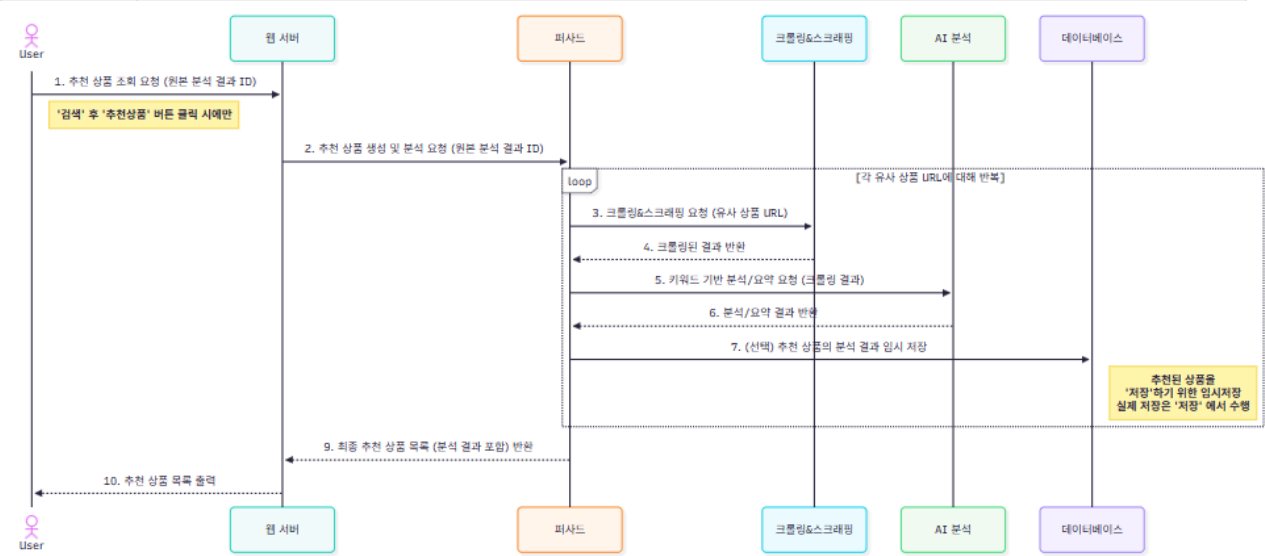 User
웹 서버
퍼사드
크롤링&스크래핑
AI 분석
데이터베이스
1. 추천 상품 조회 요청 (원본 분석 결과 ID)
'검색' 후 '추천상품' 버튼 클릭 시에만
2. 추천 상품 생성 및 분석 요청 (원본 분석 결과 ID)
loop
[각 유사 상품 URL에 대해 반복]
3. 크롤링&스크래핑 요청 (유사 상품 URL)
4. 크롤링된 결과 반환
5. 키워드 기반 분석/요약 요청 (크롤링 결과)
6. 분석/요약 결과 반환
7. (선택) 추천 상품의 분석 결과 임시 저장
추천된 상품을
'저장'하기 위한 임시저장
실제 저장은 '저장' 에서 수행
9. 최종 추천 상품 목록 (분석 결과 포함) 반환
10. 추천 상품 목록 출력
User
웹 서버
퍼사드
크롤링&스크래핑
AI 분석
데이터베이스